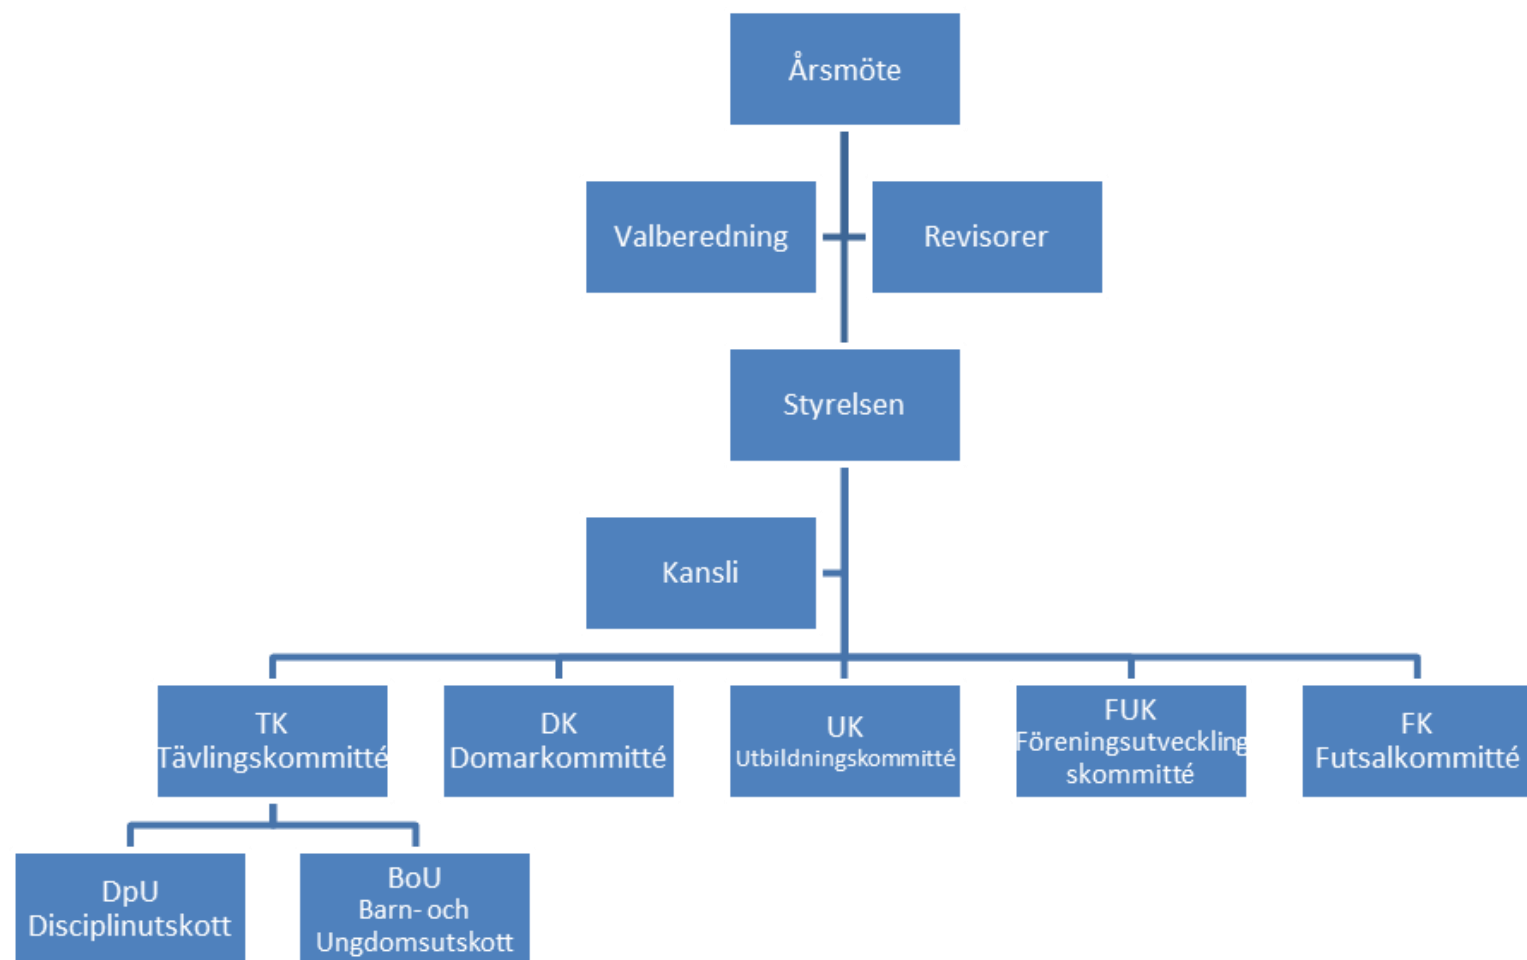 Årsmöte
Valberedning
Revisorer
Styrelsen
Kansli
TK
Tävlingskommitté
DK
Domarkommitté
UK
Utbildningskommitté
FUK
Föreningsutveckling
skommitté
FK
Futsalkommitté
DpU
Disciplinutskott
BoU
Barn- och
Ungdomsutskott